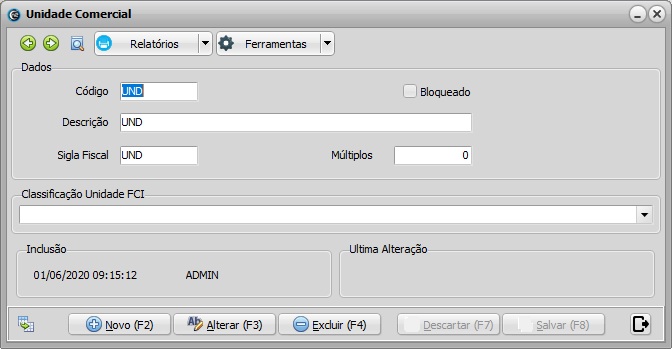 Unidade Comercial
Relatórios Ferramentas
Dados
Código UND Bloqueado
Descrição UND
Sigla Fiscal UND Múltiplos 0
Classificação Unidade FCI
Inclusão Ultima Alteração
01/06/2020 09:15:12 ADMIN
Novo (F2) Alterar (F3) Excluir (F4) Descartar (F7) Salvar (F8)